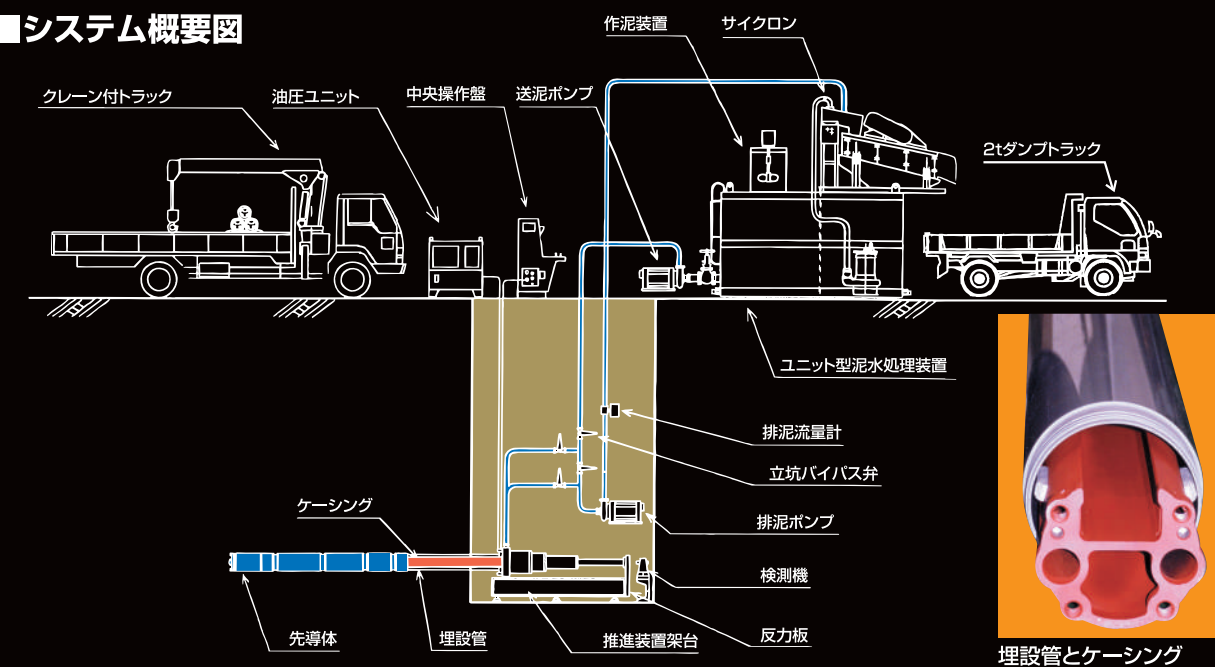 ■システム概要図
作泥装置
サイクロン
クレーン付トラック
油圧ユニット
中央操作盤
送泥ポンプ
2tダンプトラック
ユニット型泥水処理装置
排泥流量計
立坑バイパス弁
ケーシング
排泥ポンプ
検測機
先導体
埋設管
推進装置架台
反力板
埋設管とケーシング